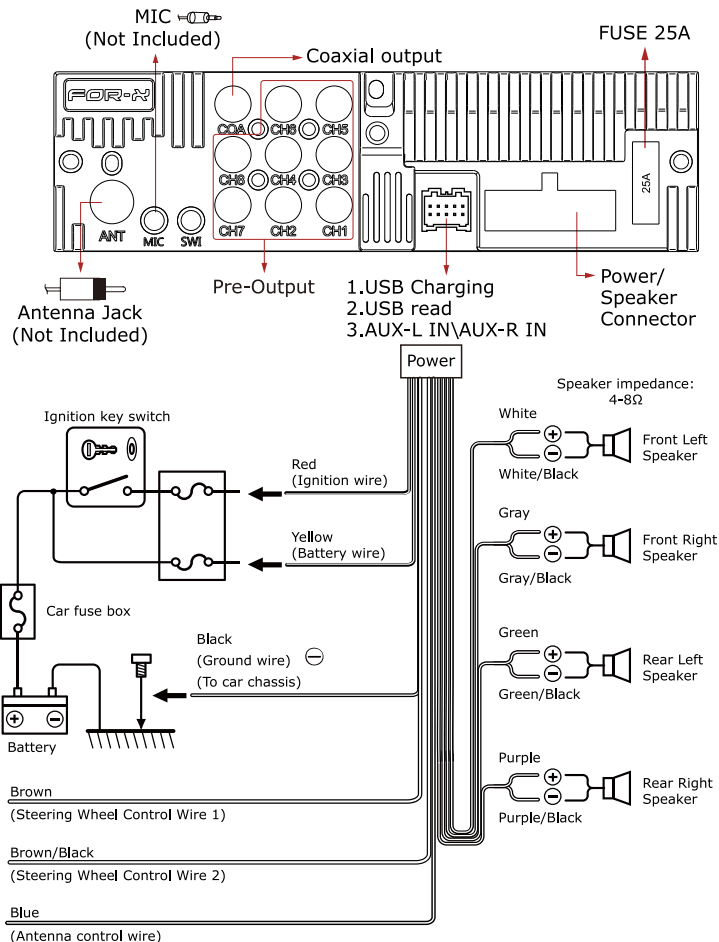 MIC
(Not Included)
Coaxial output
FUSE 25A
FOR-X
COA CH6 CH5
CH8 CH4 CH3
CH7 CH2 CH1
ANT
MIC
SWI
25A
Antenna Jack
(Not Included)
Pre-Output
1.USB Charging
2.USB read
3.AUX-L IN\AUX-R IN
Power/
Speaker
Connector
Power
Speaker impedance:
4-8Ω
Ignition key switch
Red
(Ignition wire)
Yellow
(Battery wire)
Car fuse box
Black
(Ground wire) ⊖
(To car chassis)
+ −
Battery
Brown
(Steering Wheel Control Wire 1)
Brown/Black
(Steering Wheel Control Wire 2)
Blue
(Antenna control wire)
White
+
−
White/Black
Front Left
Speaker
Gray
+
−
Gray/Black
Front Right
Speaker
Green
+
−
Green/Black
Rear Left
Speaker
Purple
+
−
Purple/Black
Rear Right
Speaker